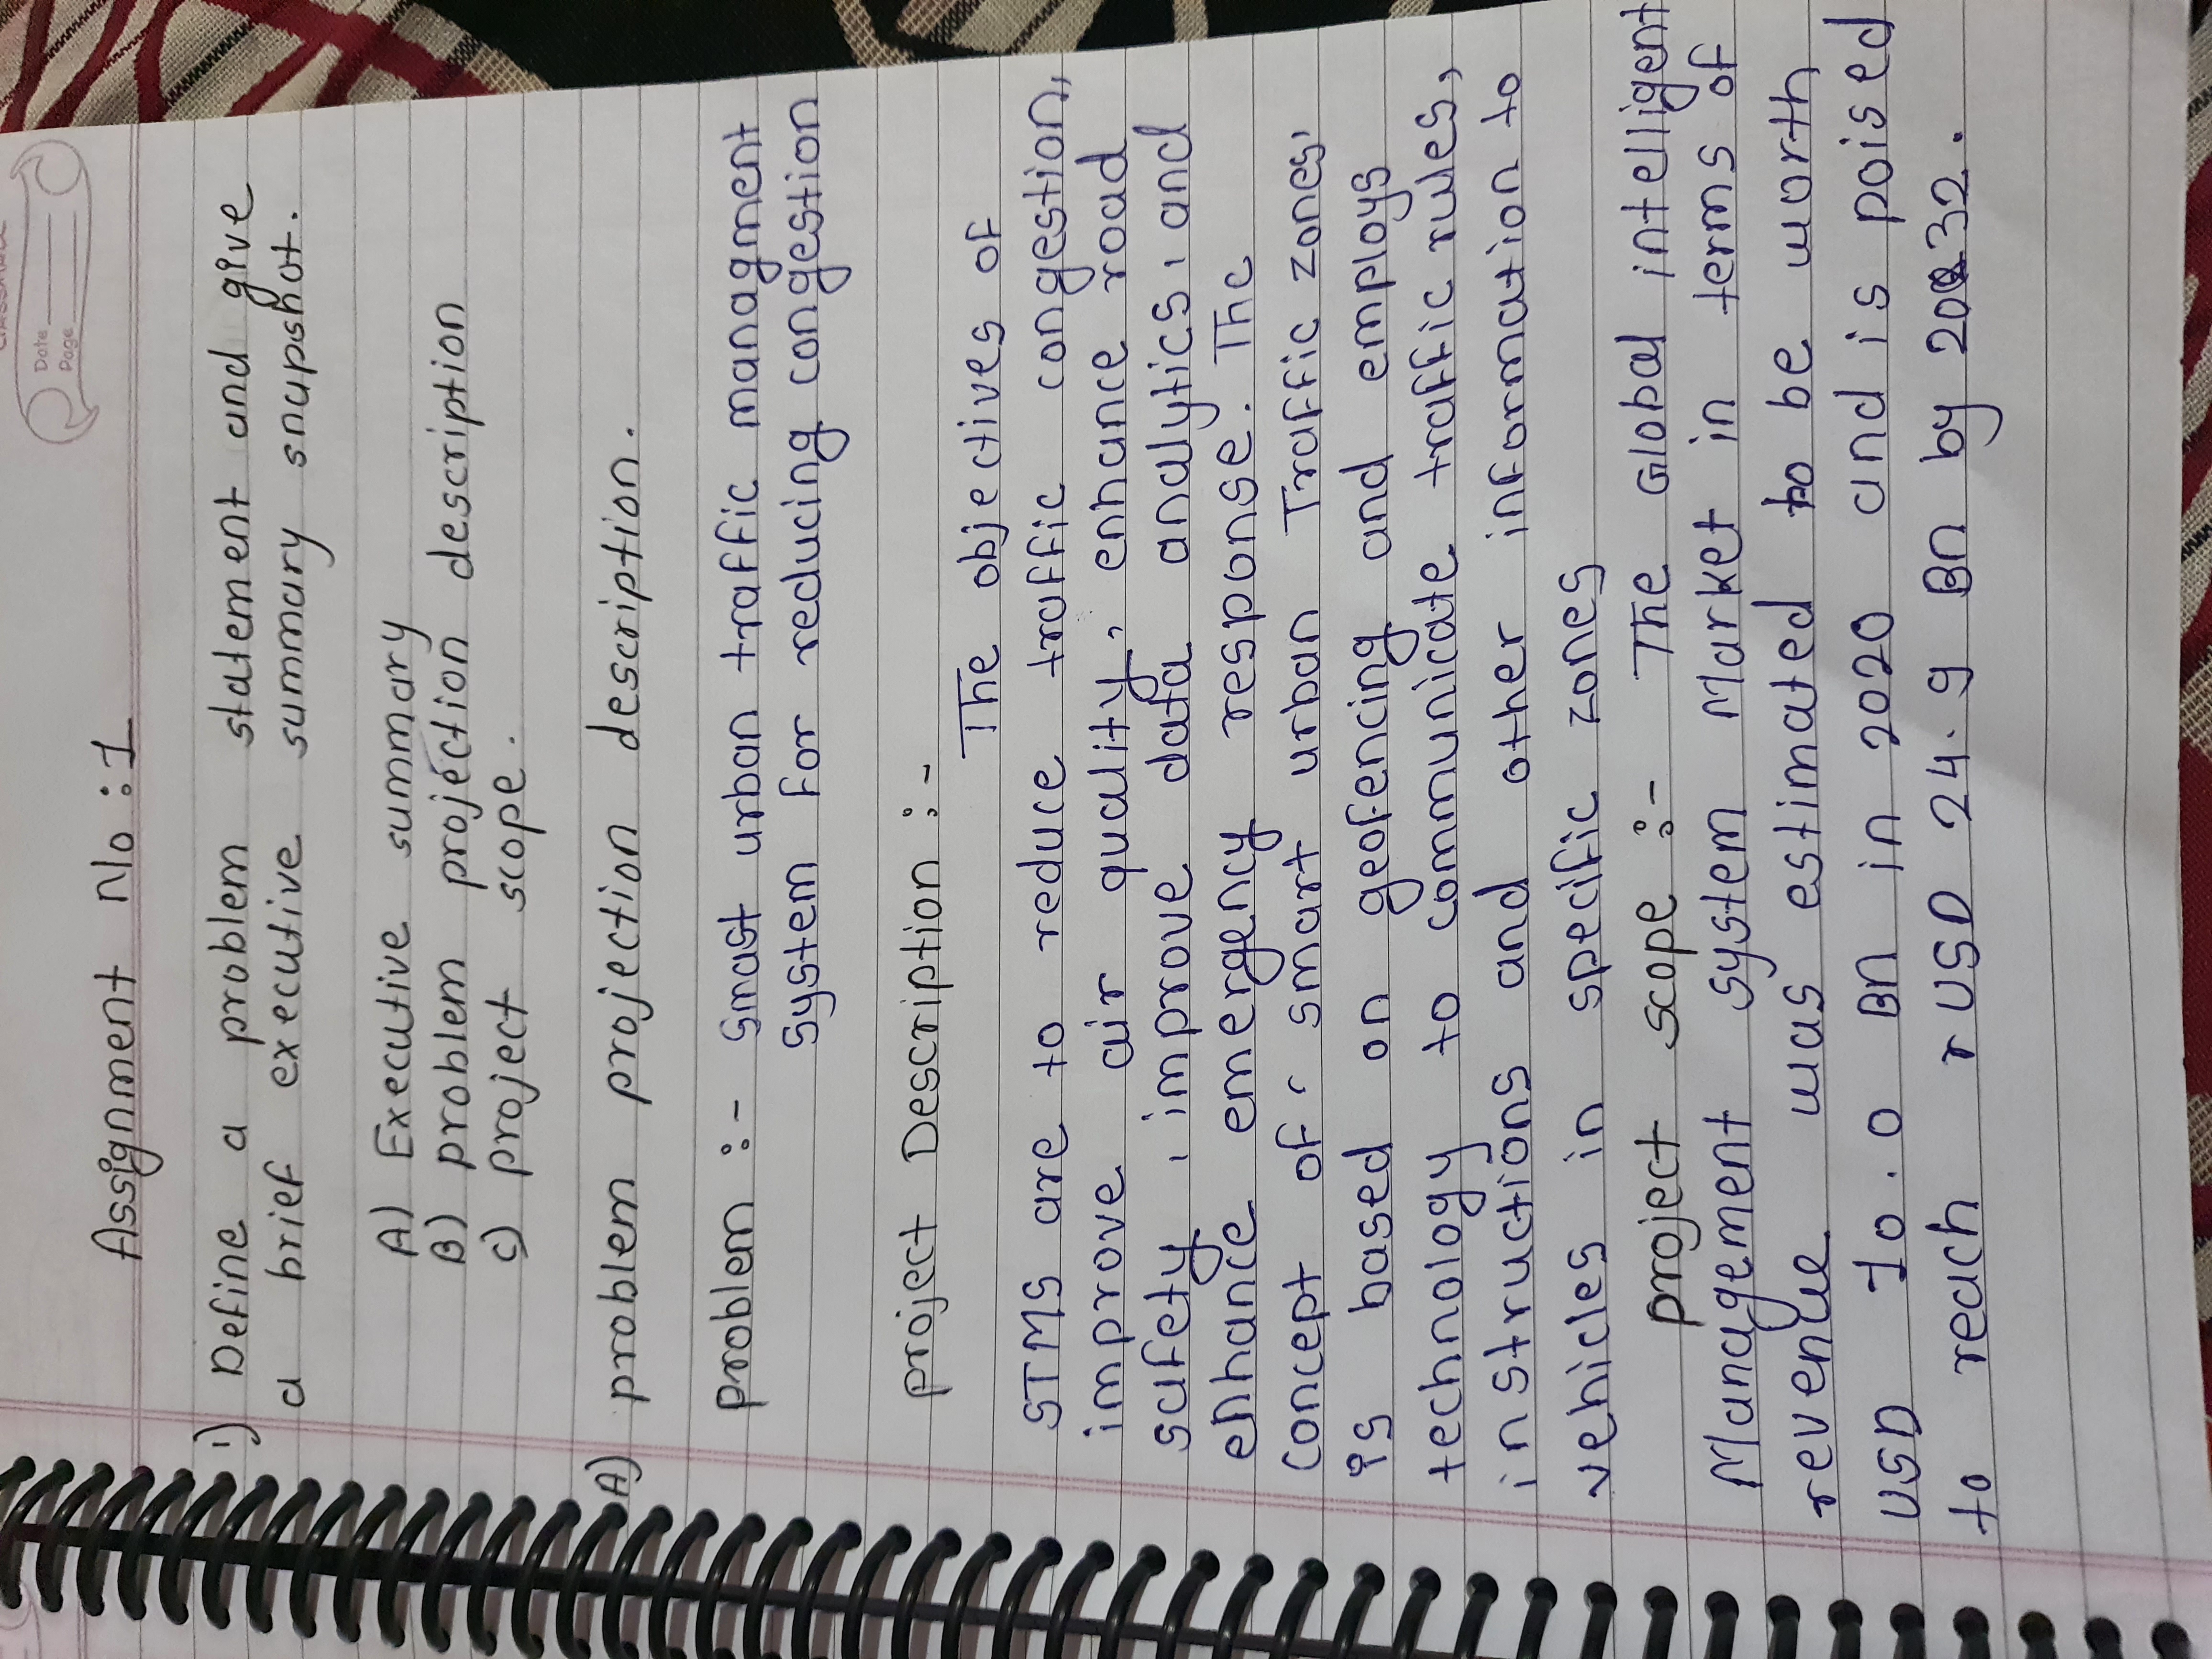 Date
Page
Assignment No : 1
1) Define a problem statement and give
a brief executive summary snapshot.
A) Executive summary
B) problem projection description
C) project scope.
A) problem projection description.
problem :- Smast urban traffic managment
system for reducing congestion
project Description :-
The objectives of
STMS are to reduce traffic congestion,
improve air quality, enhance road
safety, improve data analytics, and
enhance emergency response. The
concept of ' smart urban Traffic zones'
is based on geofencing and employs
technology to communicate traffic rules,
instructions and other information to
vehicles in specific zones
project scope :- The Global intelligent
Management system Market in terms of
revenue was estimated to be worth
USD 10.0 BN in 2020 and is poised
to reach r USD 24.9 BN by 2032.